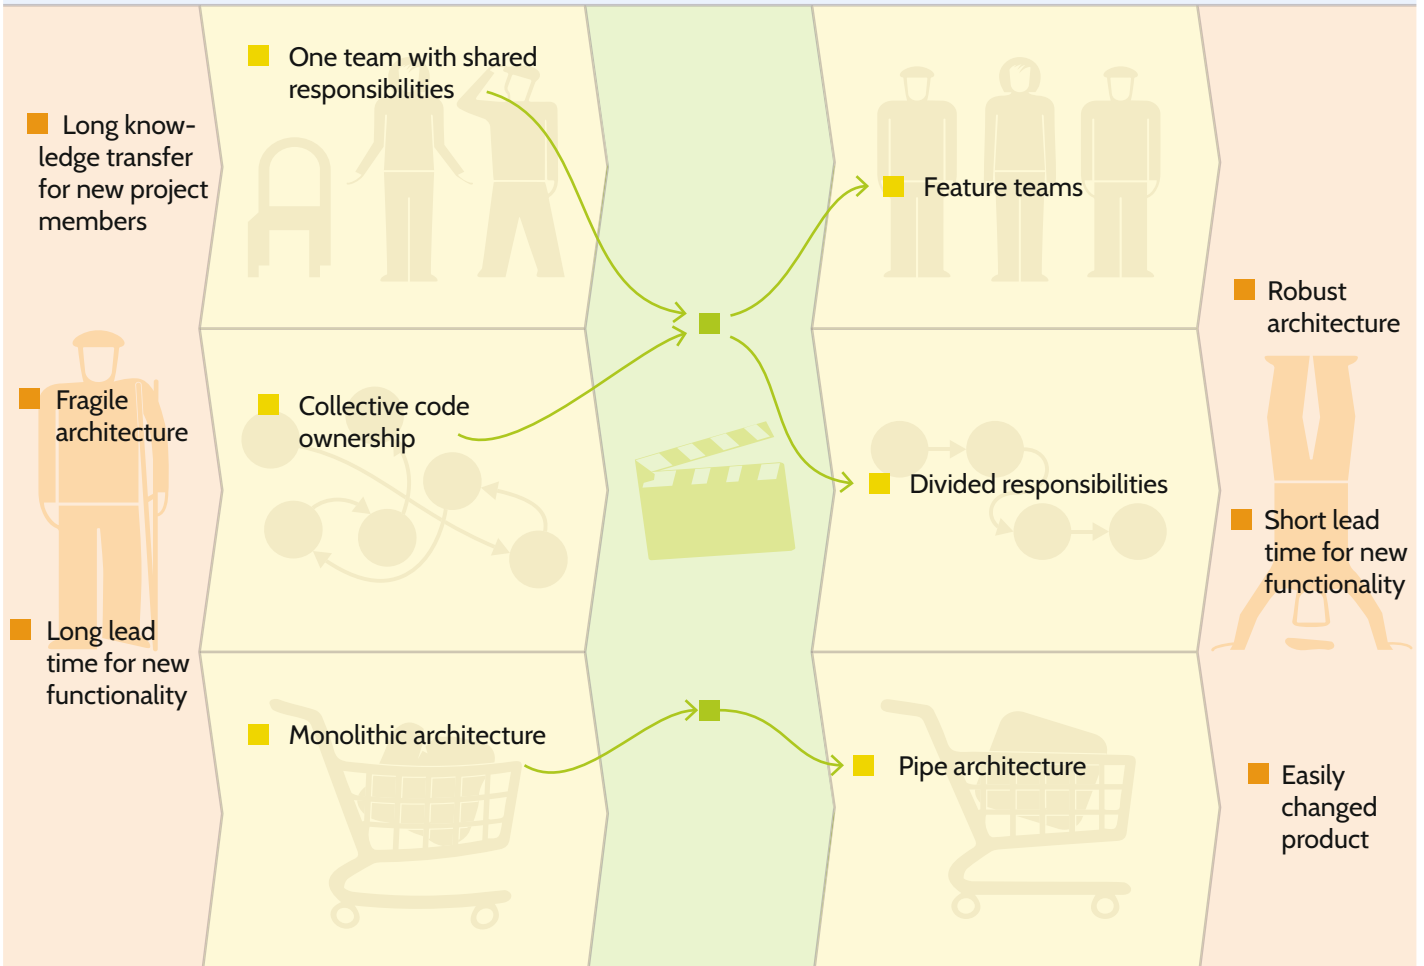 Long know-
ledge transfer
for new project
members
Fragile
architecture
Long lead
time for new
functionality
One team with shared
responsibilities
Collective code
ownership
Monolithic architecture
Feature teams
Divided responsibilities
Pipe architecture
Robust
architecture
Short lead
time for new
functionality
Easily
changed
product